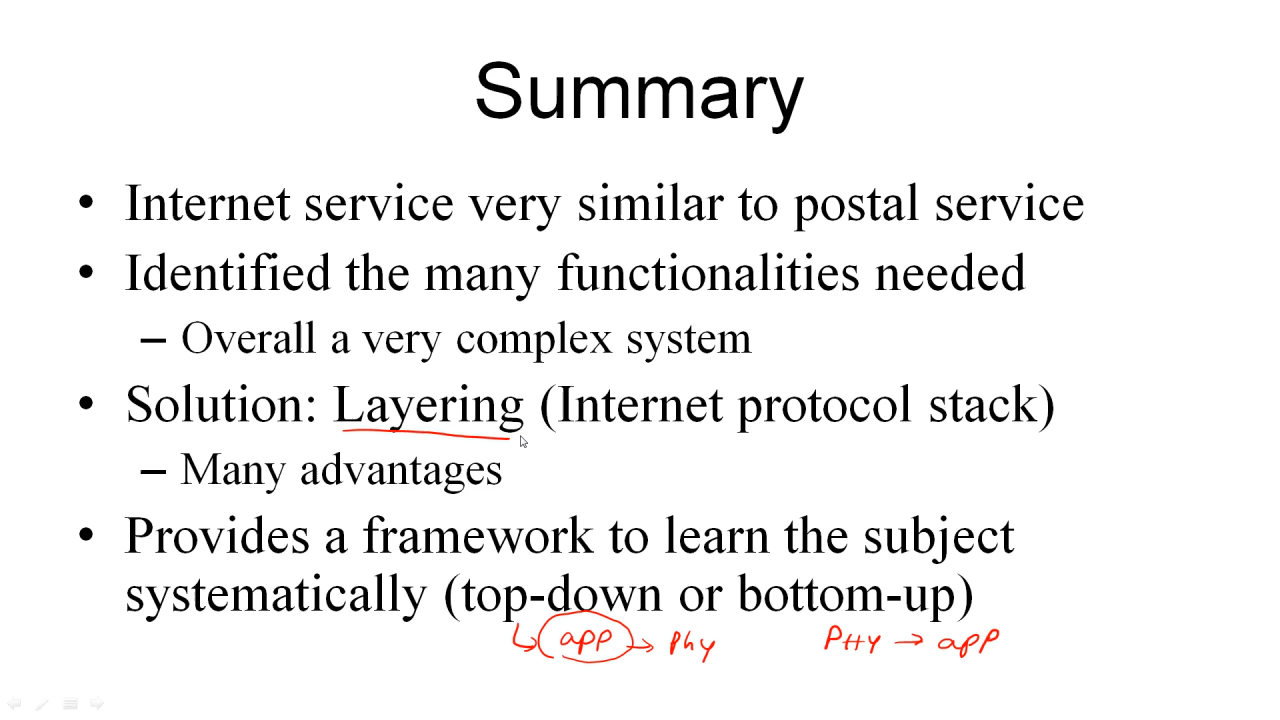 Summary
• Internet service very similar to postal service
• Identified the many functionalities needed
– Overall a very complex system
• Solution: Layering (Internet protocol stack)
– Many advantages
• Provides a framework to learn the subject
systematically (top-down or bottom-up)
↳ app → Phy PHY → app